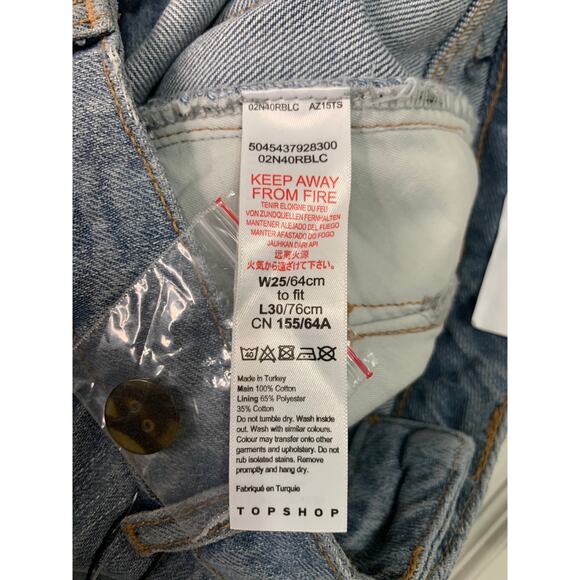 02N40RBLC AZ15TS
5045437928300
02N40RBLC
KEEP AWAY
FROM FIRE
TENIR ELOIGNE DU FEU
VON ZUNDQUELLEN FERNHALTEN
MANTENER ALEJADO DEL FUEGO
MANTER AFASTADO DO FOGO
JAUHKAN DARI API
远离火源
火気から遠ざけて下さい。
W25/64cm
to fit
L30/76cm
CN 155/64A
40
Made in Turkey
Main 100% Cotton
Lining 65% Polyester
35% Cotton
Do not tumble dry. Wash inside
out. Wash with similar colours.
Colour may transfer onto other
garments and upholstery. Do not
rub isolated stains. Remove
promptly and hang dry.
Fabriqué en Turquie
TOPSHOP